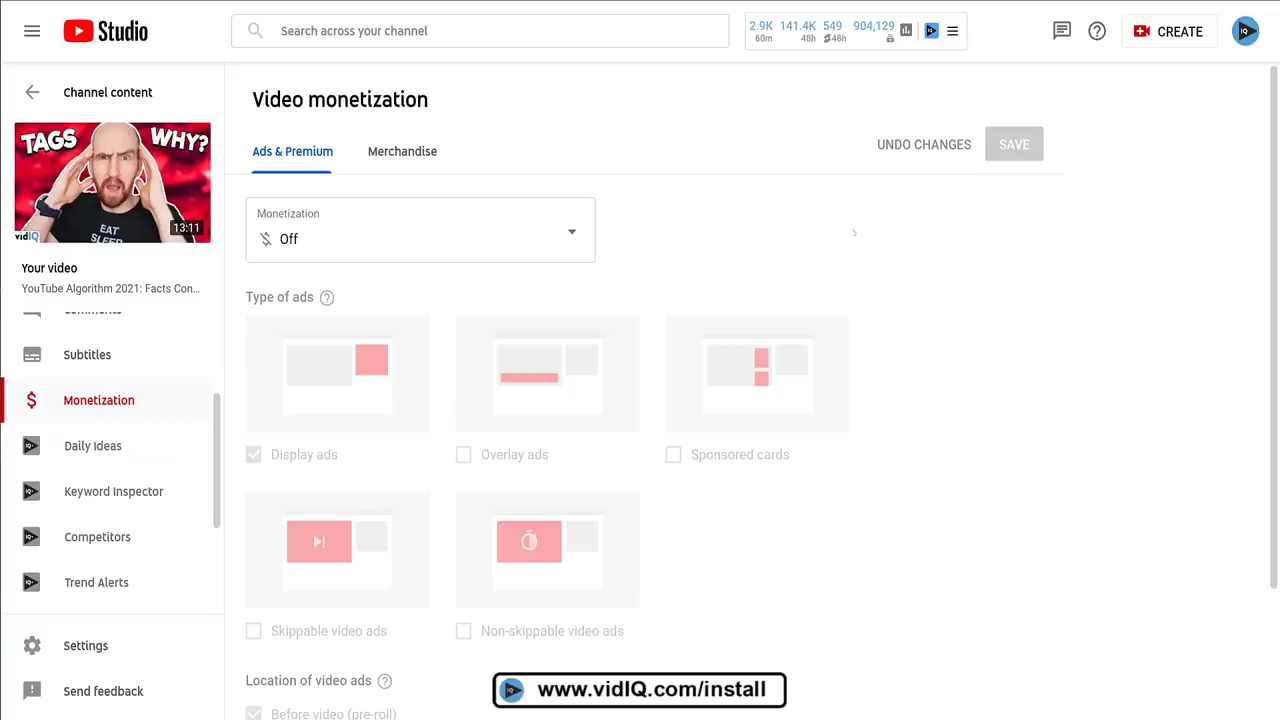 Studio
Search across your channel
2.9K 141.4K 549 904,129
60m 48h 48h
CREATE
Channel content
TAGS WHY?
EAT
SLEEP
13:11
vidIQ
Your video
YouTube Algorithm 2021: Facts Con...
Comments
Subtitles
Monetization
Daily Ideas
Keyword Inspector
Competitors
Trend Alerts
Settings
Send feedback
Video monetization
Ads & Premium
Merchandise
UNDO CHANGES
SAVE
Monetization
Off
Type of ads
Display ads
Overlay ads
Sponsored cards
Skippable video ads
Non-skippable video ads
Location of video ads
Before video (pre-roll)
www.vidIQ.com/install